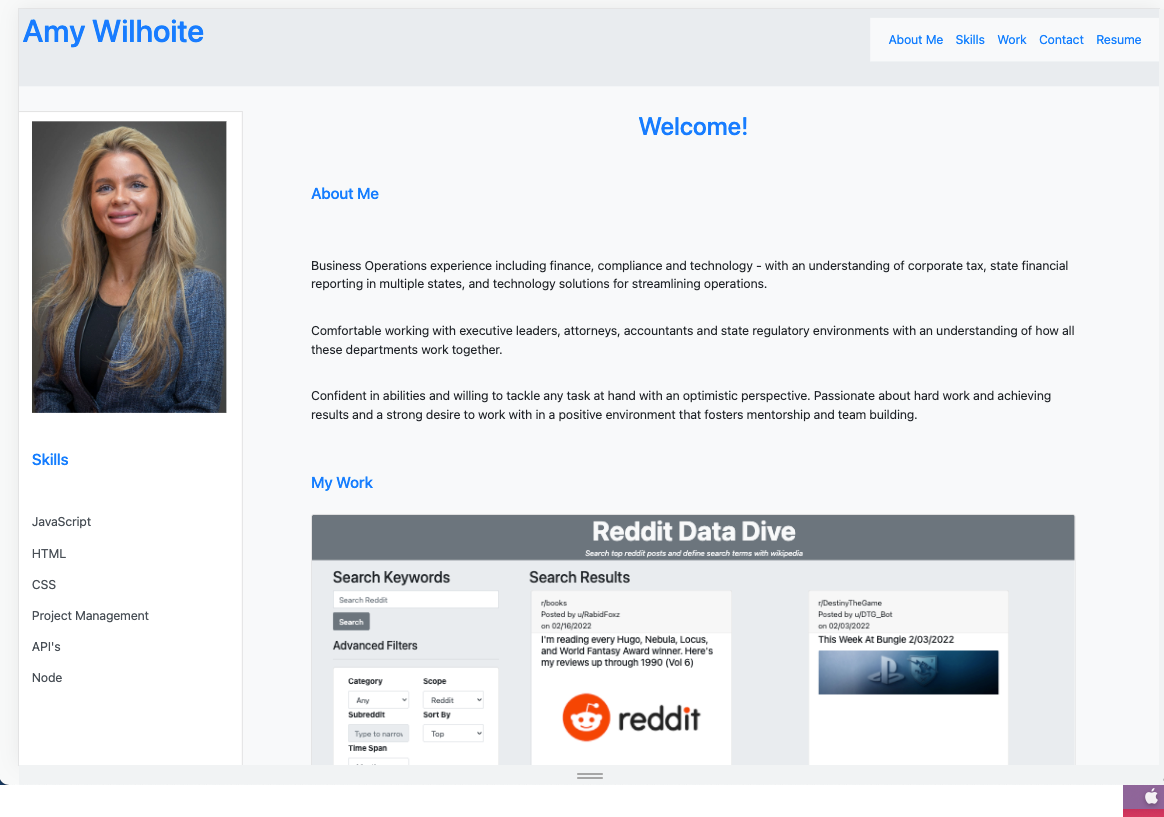 Amy Wilhoite
About Me Skills Work Contact Resume
Welcome!
About Me
Business Operations experience including finance, compliance and technology - with an understanding of corporate tax, state financial
reporting in multiple states, and technology solutions for streamlining operations.
Comfortable working with executive leaders, attorneys, accountants and state regulatory environments with an understanding of how all
these departments work together.
Confident in abilities and willing to tackle any task at hand with an optimistic perspective. Passionate about hard work and achieving
results and a strong desire to work with in a positive environment that fosters mentorship and team building.
Skills
JavaScript
HTML
CSS
Project Management
API's
Node
My Work
Reddit Data Dive
Search top reddit posts and define search terms with wikipedia
Search Keywords
Search Reddit
Search
Advanced Filters
Category Scope
Any Reddit
Subreddit Sort By
Type to narrow Top
Time Span
Search Results
r/books
Posted by u/RabidFoxz
on 02/16/2022
I'm reading every Hugo, Nebula, Locus,
and World Fantasy Award winner. Here's
my reviews up through 1990 (Vol 6)
reddit
r/DestinyTheGame
Posted by u/DTG_Bot
on 02/03/2022
This Week At Bungie 2/03/2022